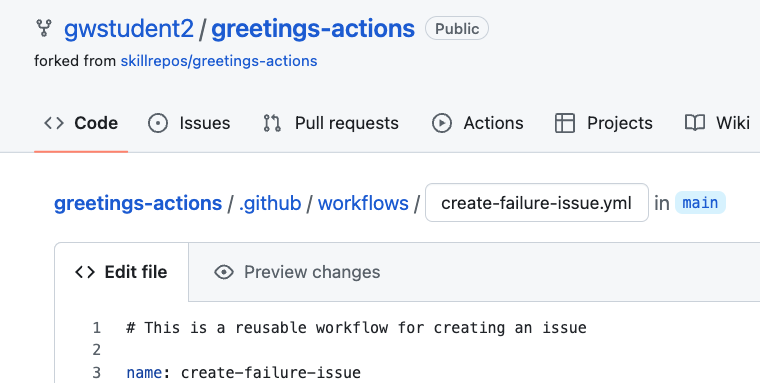 gwstudent2 / greetings-actions Public
forked from skillrepos/greetings-actions
Code Issues Pull requests Actions Projects Wiki
greetings-actions / .github / workflows / create-failure-issue.yml in main
Edit file Preview changes
1 # This is a reusable workflow for creating an issue
2
3 name: create-failure-issue